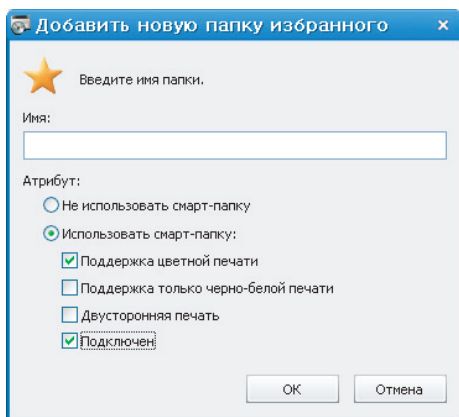 Добавить новую папку избранного
Введите имя папки.
Имя:
Атрибут:
Не использовать смарт-папку
Использовать смарт-папку:
Поддержка цветной печати
Поддержка только черно-белой печати
Двусторонняя печать
Подключен
ОК Отмена